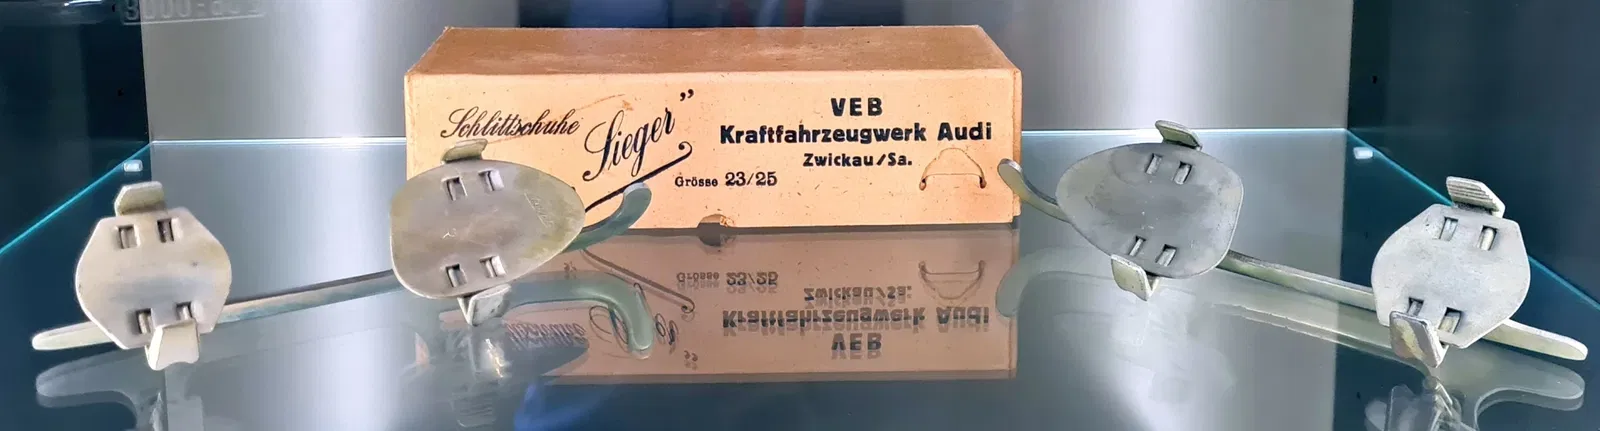 Schlittschuhe
Sieger”
Grösse 23/25
VEB
Kraftfahrzeugwerk Audi
Zwickau/Sa.